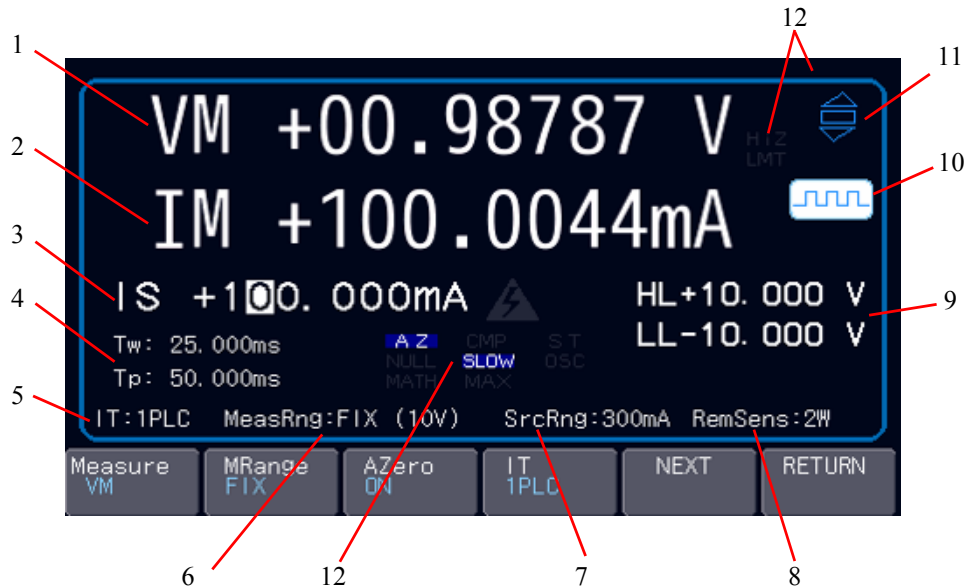 12
1
11
VM +00.98787 V
HiZ
LMT
2
10
IM +100.0044mA
3
IS +100.000mA
HL+10.000 V
9
4
LL-10.000 V
Tw: 25.000ms
AZ CMP ST
NULL SLOW OSC
Tp: 50.000ms
MATH MAX
5
IT:1PLC MeasRng:FIX (10V) SrcRng:300mA RemSens:2W
Measure MRange AZero IT NEXT RETURN
VM FIX ON 1PLC
6 12 7 8